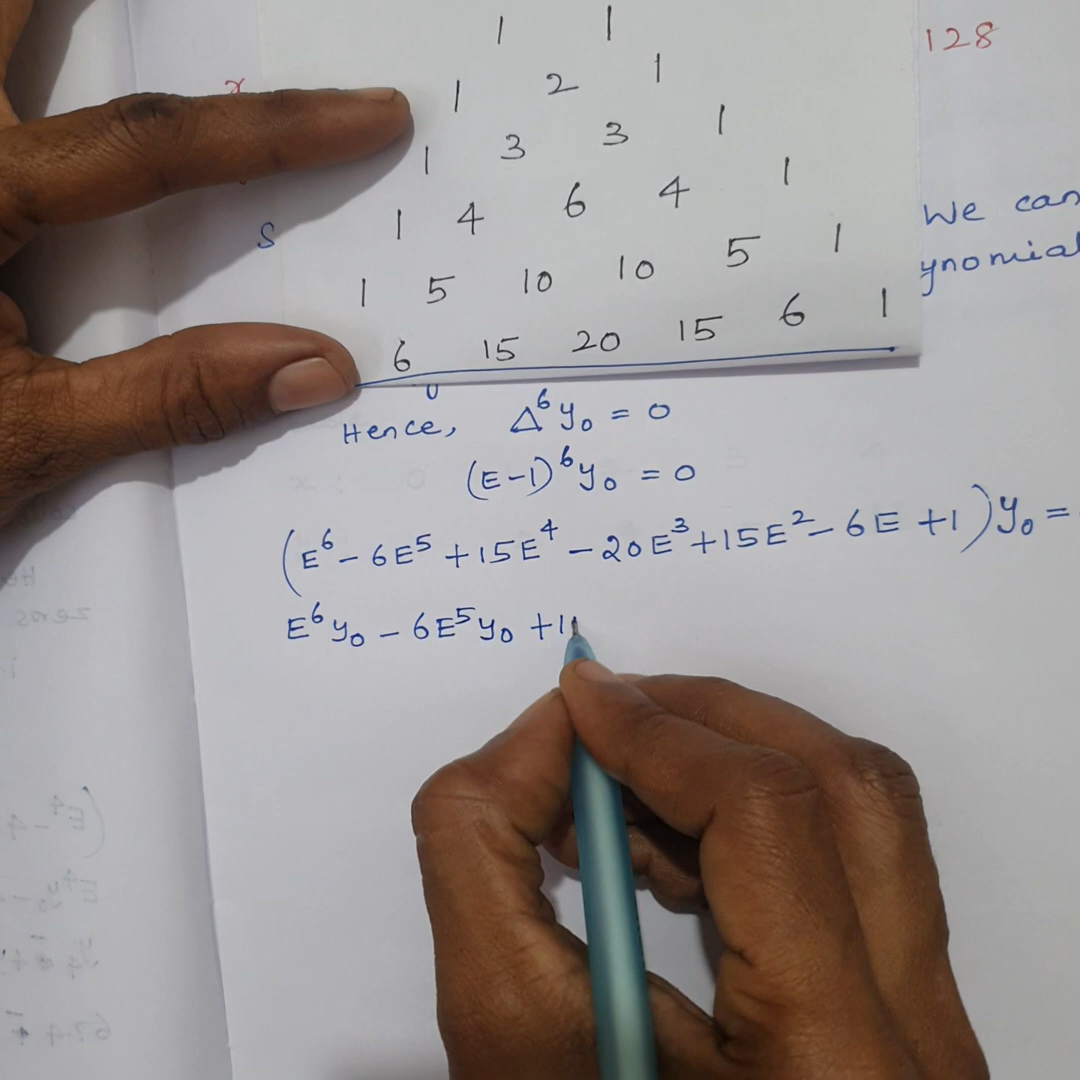 1 1
128
1 2 1
x
1 3 3 1
1 4 6 4 1
We can
S
ynomial
1 5 10 10 5 1
6 15 20 15 6 1
Hence, Δ⁶y₀ = 0
(E-1)⁶y₀ = 0
(E⁶ - 6E⁵ + 15E⁴ - 20E³ + 15E² - 6E + 1)y₀ =
E⁶y₀ - 6E⁵y₀ + 1